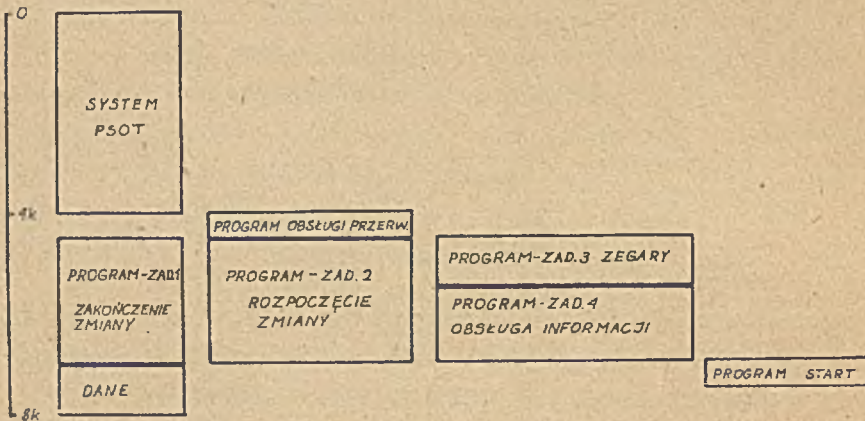 0
SYSTEM
PSOT
4k
PROGRAM OBSŁUGI PRZERW.
PROGRAM-ZAD.1
ZAKOŃCZENIE
ZMIANY
PROGRAM-ZAD.2
ROZPOCZĘCIE
ZMIANY
PROGRAM-ZAD.3 ZEGARY
PROGRAM-ZAD.4
OBSŁUGA INFORMACJI
DANE
PROGRAM START
8k